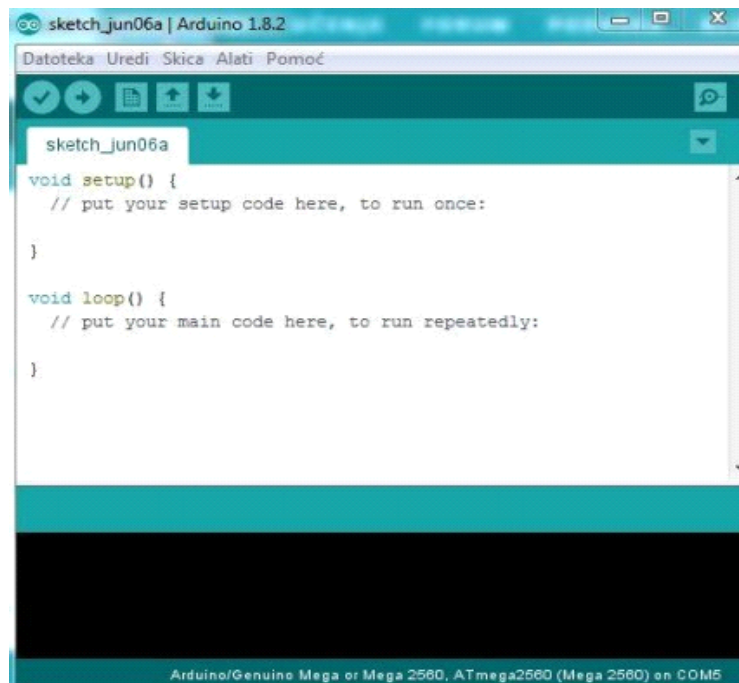 sketch_jun06a | Arduino 1.8.2
Datoteka Uredi Skica Alati Pomoć
sketch_jun06a
void setup() {
// put your setup code here, to run once:
}
void loop() {
// put your main code here, to run repeatedly:
}
Arduino/Genuino Mega or Mega 2560, ATmega2560 (Mega 2560) on COM5